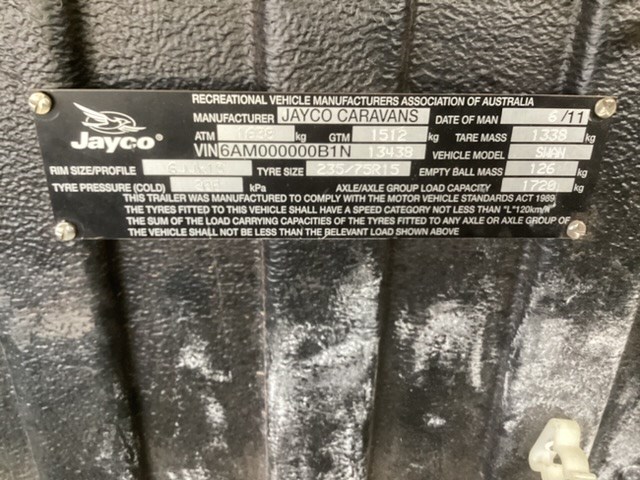 RECREATIONAL VEHICLE MANUFACTURERS ASSOCIATION OF AUSTRALIA
Jayco®
MANUFACTURER JAYCO CARAVANS DATE OF MAN 6/11
ATM kg GTM 1512 kg TARE MASS 1338 kg
VIN 6AM000000B1N 13439 VEHICLE MODEL SWAN
RIM SIZE/PROFILE TYRE SIZE 235/75R15 EMPTY BALL MASS 126 kg
TYRE PRESSURE (COLD) kPa AXLE/AXLE GROUP LOAD CAPACITY 1720 kg
THIS TRAILER WAS MANUFACTURED TO COMPLY WITH THE MOTOR VEHICLE STANDARDS ACT 1989
THE TYRES FITTED TO THIS VEHICLE SHALL HAVE A SPEED CATEGORY NOT LESS THAN "L"120km/h
THE SUM OF THE LOAD CARRYING CAPACITIES OF THE TYRES FITTED TO ANY AXLE OR AXLE GROUP OF
THE VEHICLE SHALL NOT BE LESS THAN THE RELEVANT LOAD SHOWN ABOVE